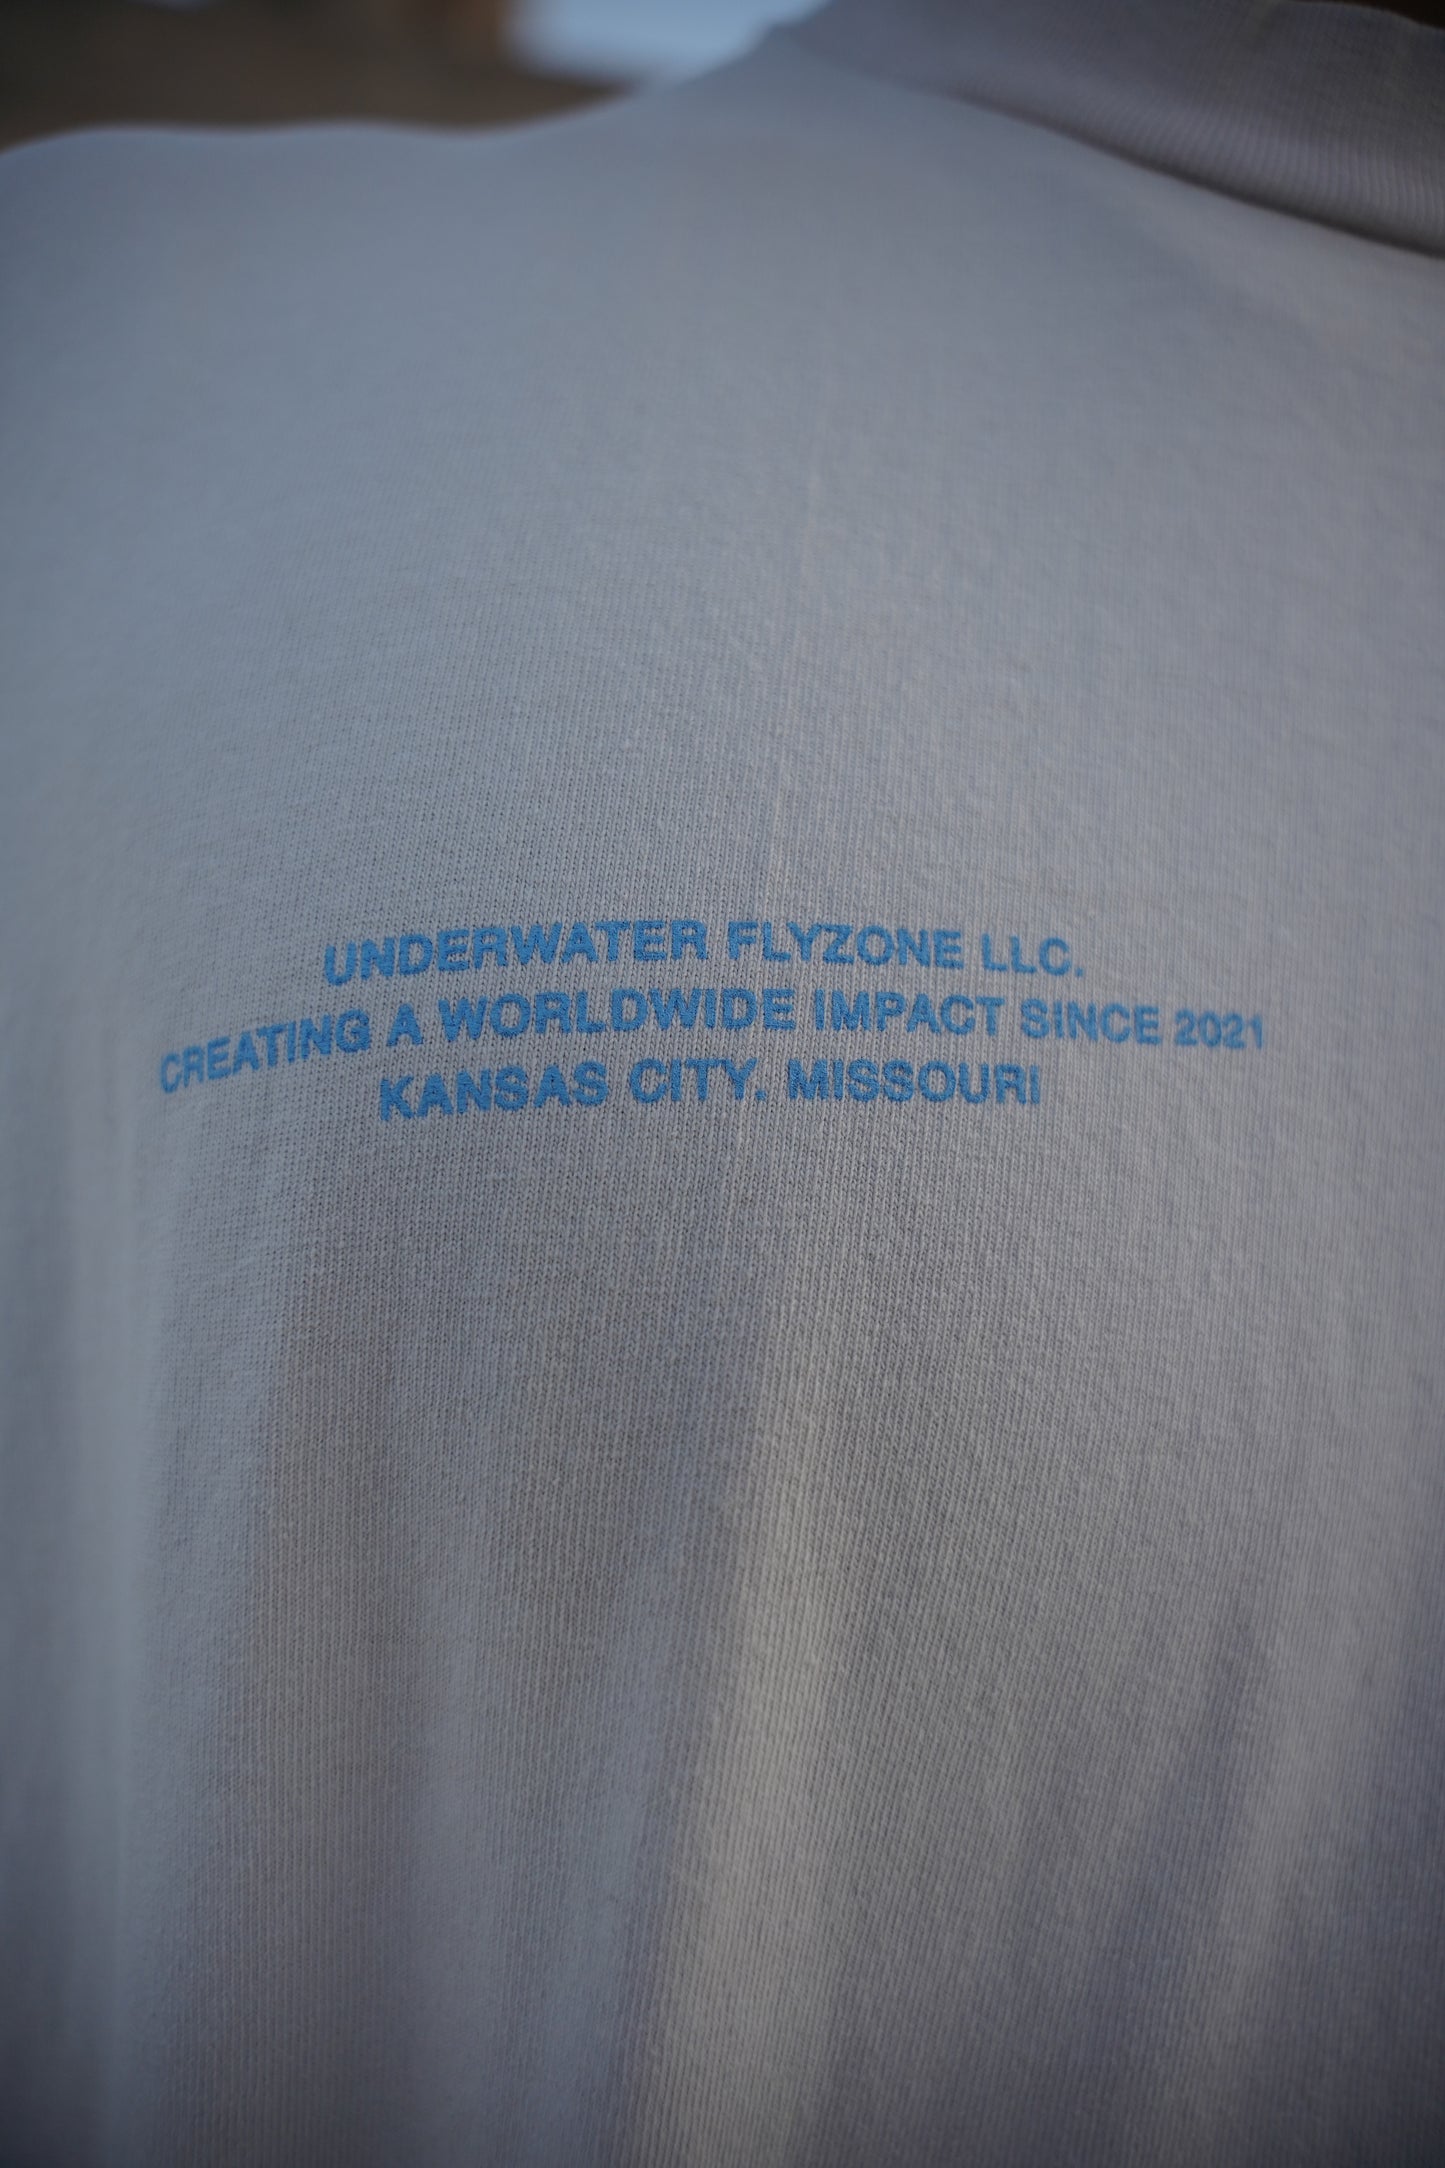 UNDERWATER FLYZONE LLC.
CREATING A WORLDWIDE IMPACT SINCE 2021
KANSAS CITY. MISSOURI